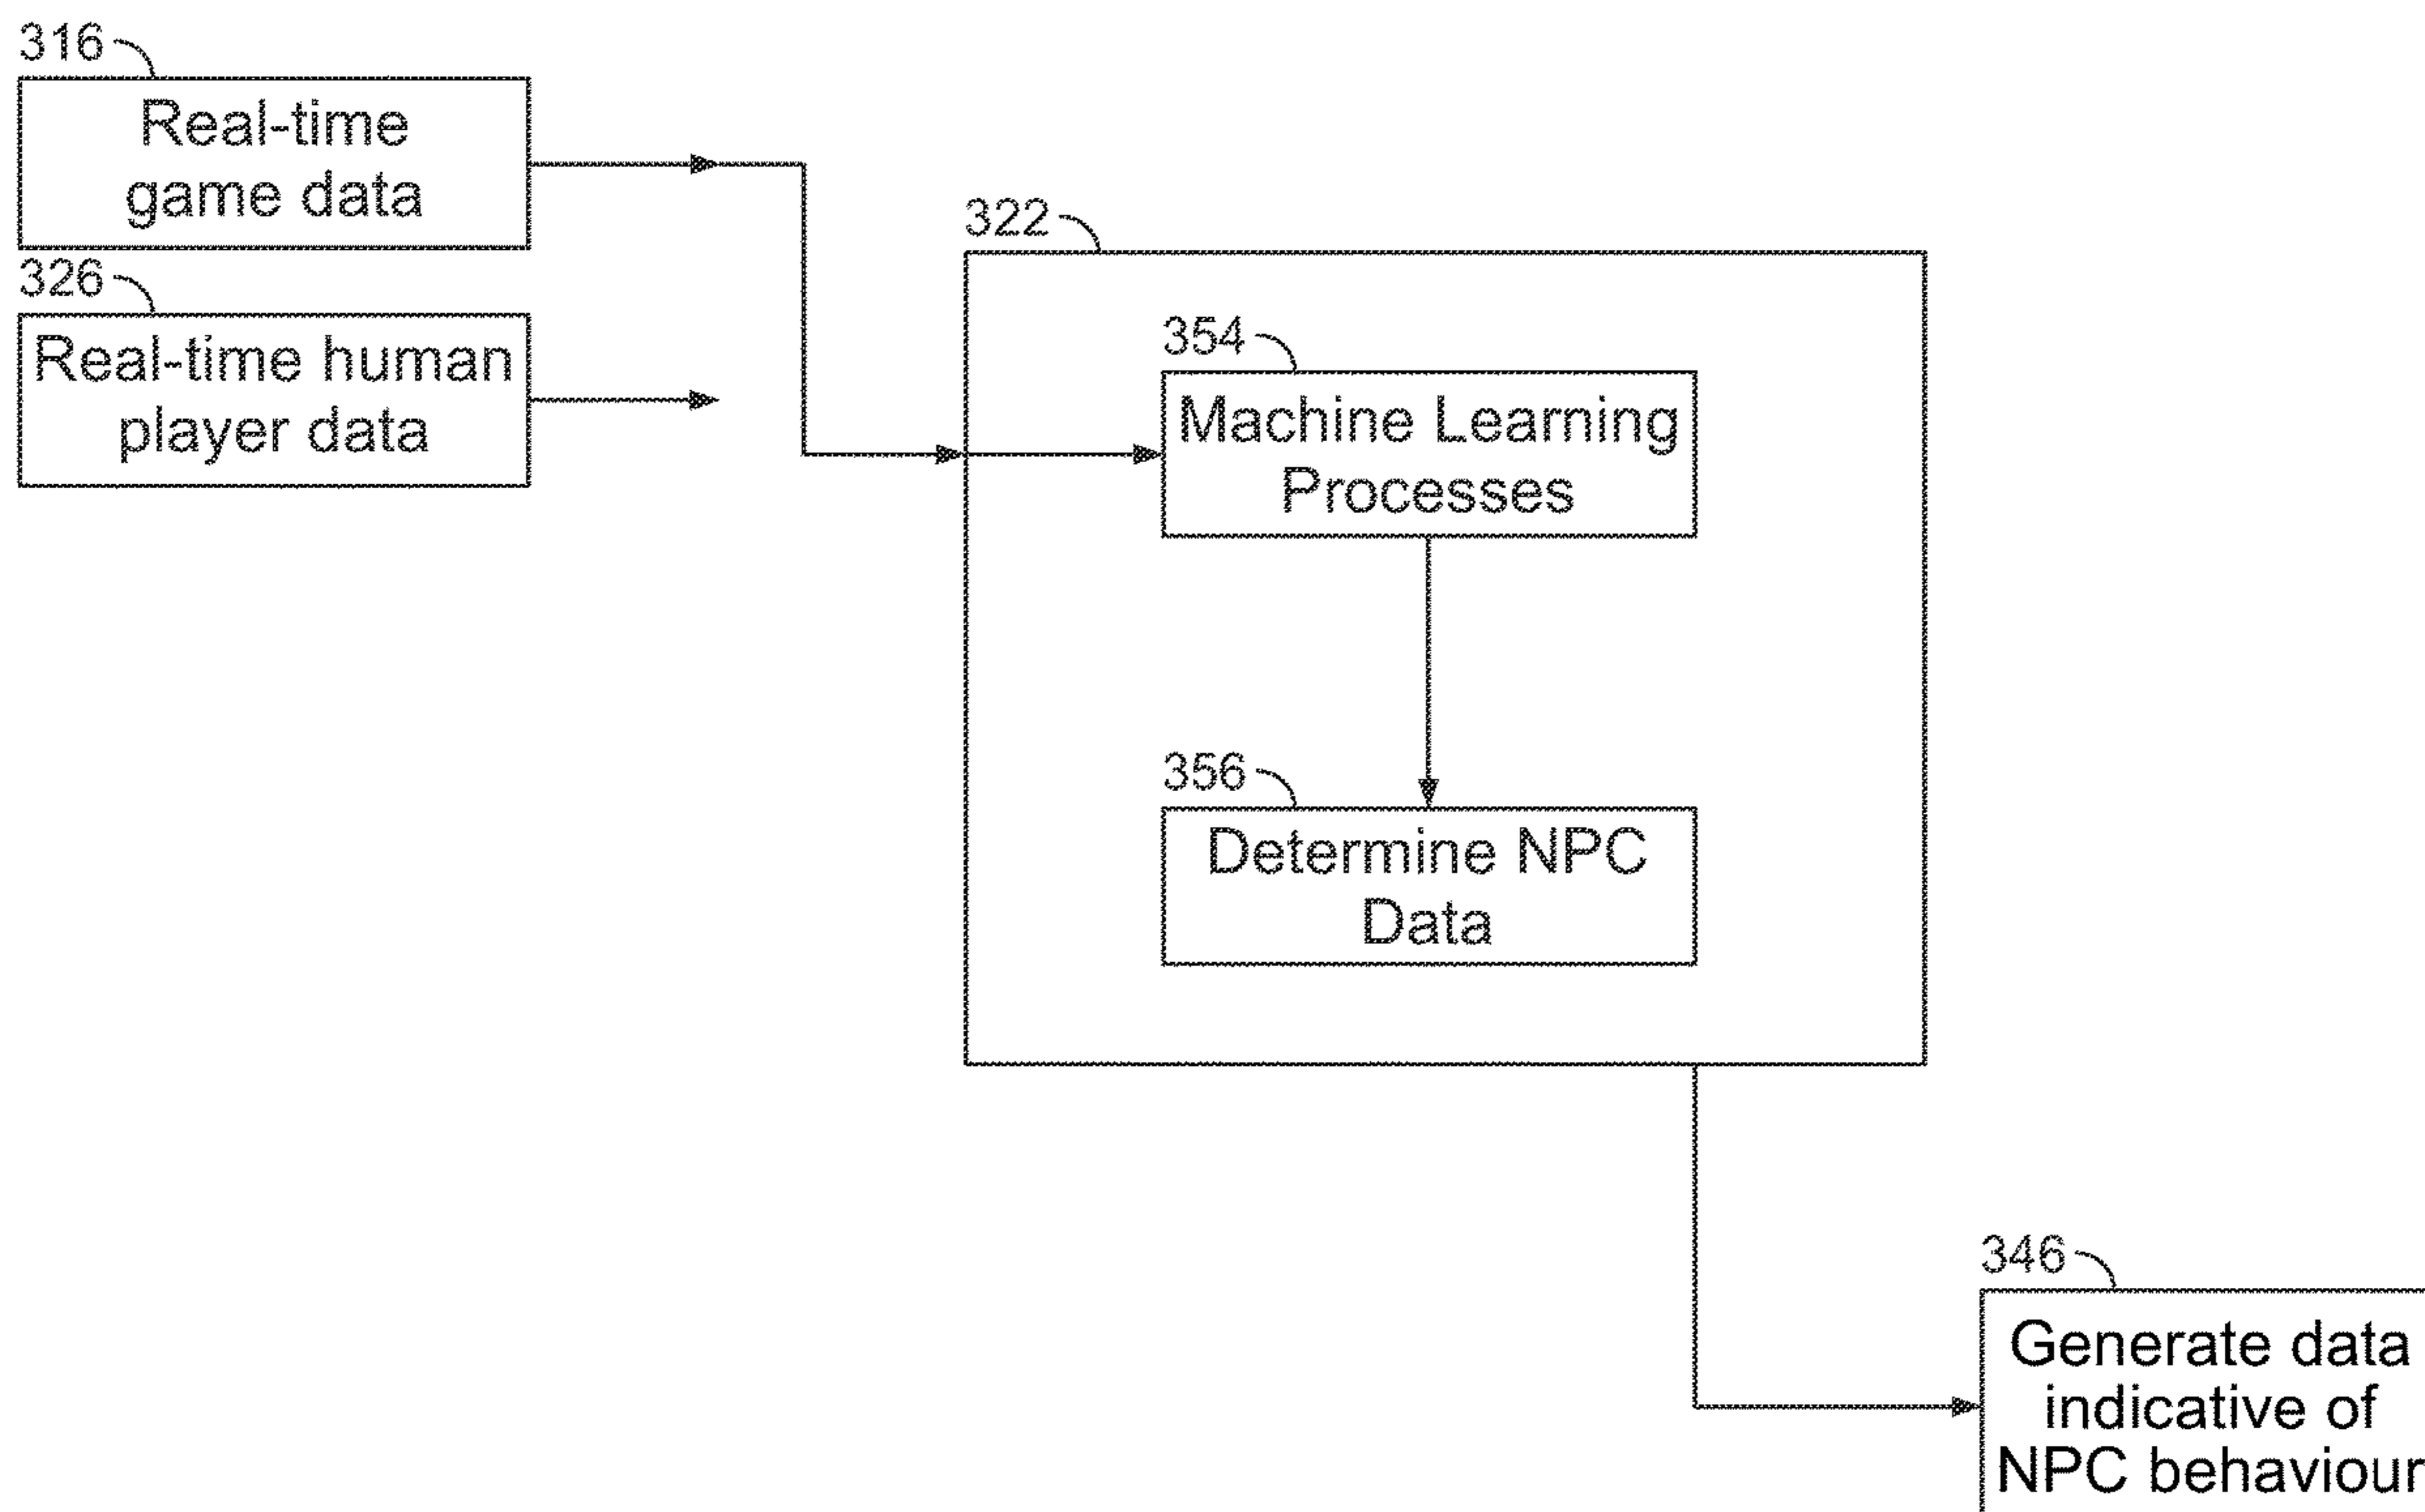 316
Real-time
game data
326
Real-time human
player data
322
354
Machine Learning
Processes
356
Determine NPC
Data
346
Generate data
indicative of
NPC behaviour